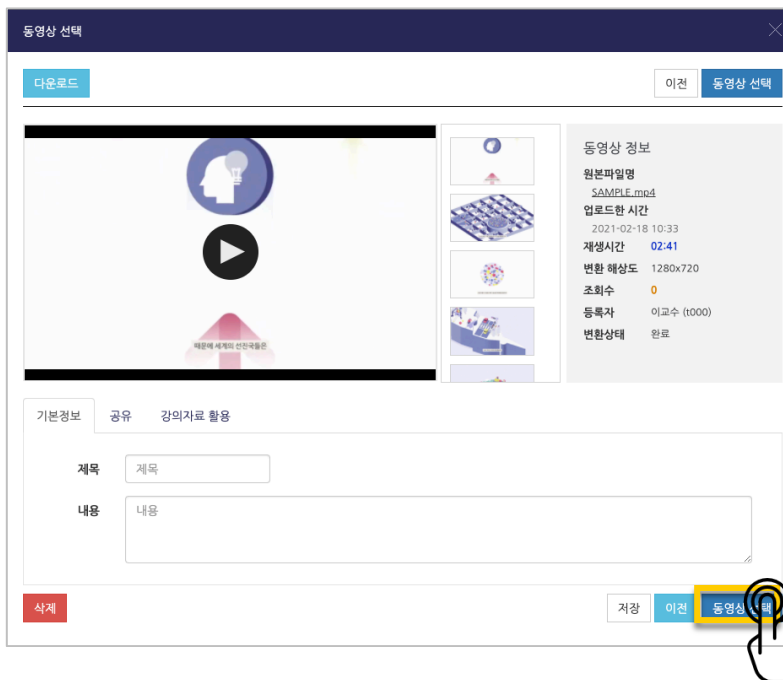 동영상 선택
다운로드
이전
동영상 선택
때문에 세계의 선진국들은
동영상 정보
원본파일명
SAMPLE.mp4
업로드한 시간
2021-02-18 10:33
재생시간 02:41
변환 해상도 1280x720
조회수 0
등록자 이교수 (t000)
변환상태 완료
기본정보 공유 강의자료 활용
제목 제목
내용 내용
삭제
저장
이전
동영상 선택